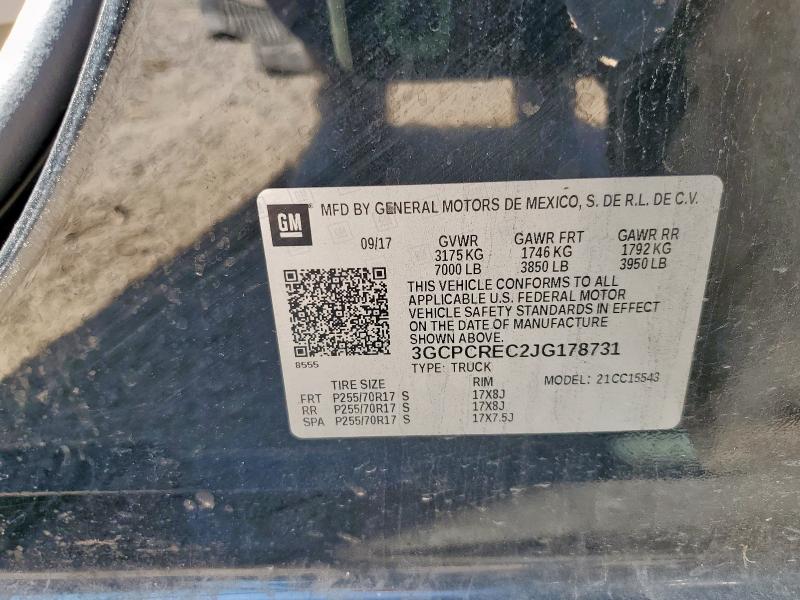 GM MFD BY GENERAL MOTORS DE MEXICO, S. DE R.L. DE C.V.
09/17 GVWR GAWR FRT GAWR RR
3175 KG 1746 KG 1792 KG
7000 LB 3850 LB 3950 LB
THIS VEHICLE CONFORMS TO ALL
APPLICABLE U.S. FEDERAL MOTOR
VEHICLE SAFETY STANDARDS IN EFFECT
ON THE DATE OF MANUFACTURE
SHOWN ABOVE.
8555
3GCPCREC2JG178731
TYPE: TRUCK MODEL: 21CC15543
TIRE SIZE RIM
FRT P255/70R17 S 17X8J
RR P255/70R17 S 17X8J
SPA P255/70R17 S 17X7.5J